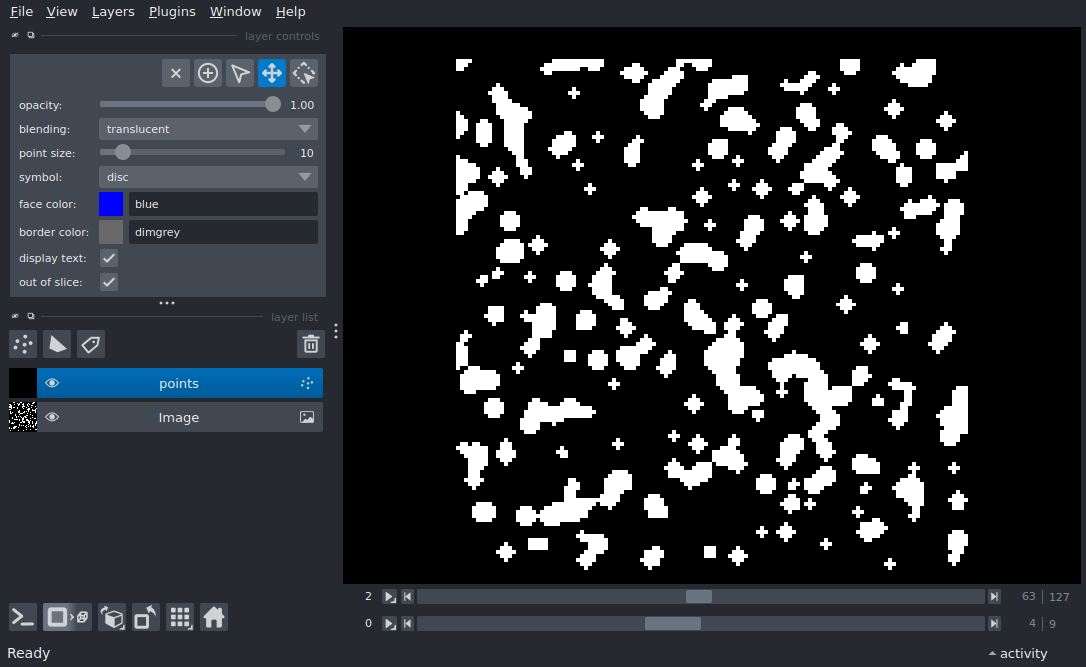 File View Layers Plugins Window Help
layer controls
opacity: 1.00
blending: translucent
point size: 10
symbol: disc
face color: blue
border color: dimgrey
display text:
out of slice:
layer list
points
Image
2 63 | 127
0 4 | 9
Ready activity